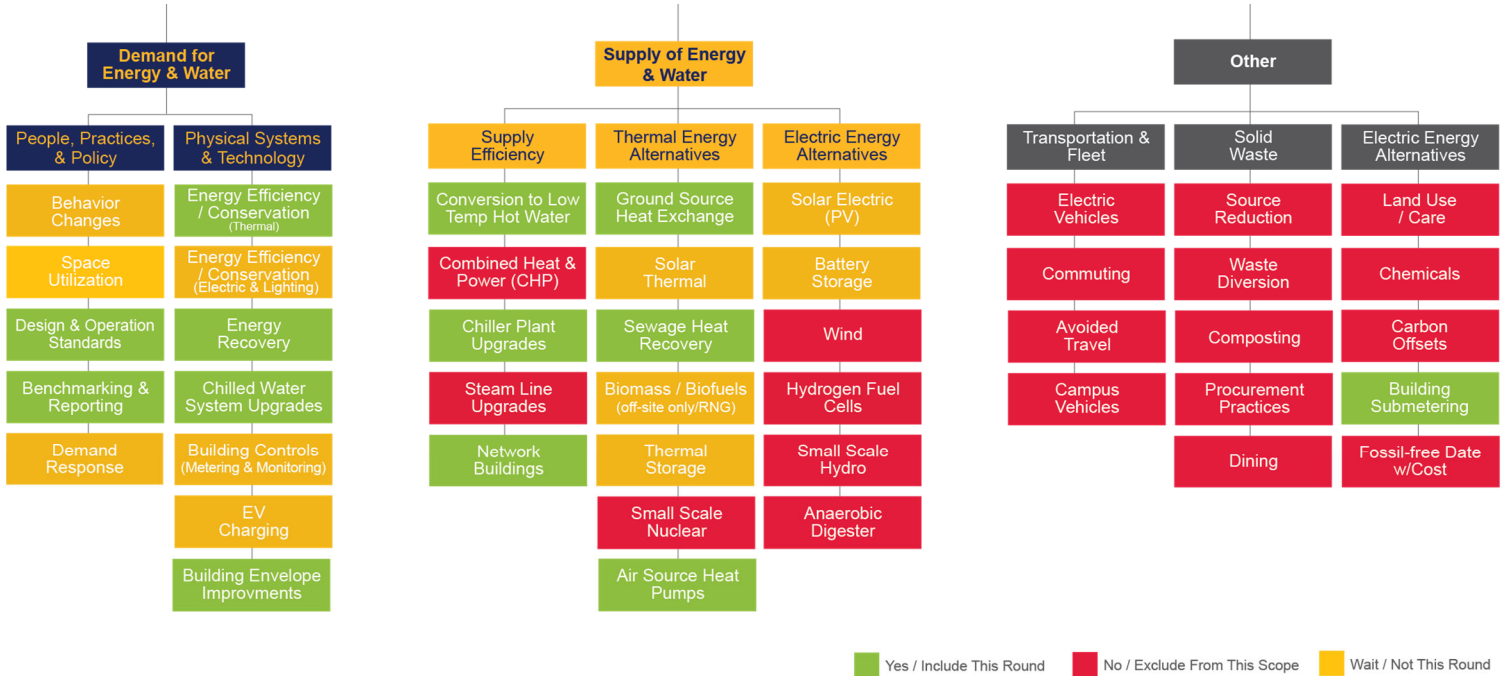 Demand for
Energy & Water
People, Practices,
& Policy
Behavior
Changes
Space
Utilization
Design & Operation
Standards
Benchmarking &
Reporting
Demand
Response
Physical Systems
& Technology
Energy Efficiency
/ Conservation
(Thermal)
Energy Efficiency
/ Conservation
(Electric & Lighting)
Energy
Recovery
Chilled Water
System Upgrades
Building Controls
(Metering & Monitoring)
EV
Charging
Building Envelope
Improvments
Supply of Energy
& Water
Supply
Efficiency
Conversion to Low
Temp Hot Water
Combined Heat &
Power (CHP)
Chiller Plant
Upgrades
Steam Line
Upgrades
Network
Buildings
Thermal Energy
Alternatives
Ground Source
Heat Exchange
Solar
Thermal
Sewage Heat
Recovery
Biomass / Biofuels
(off-site only/RNG)
Thermal
Storage
Small Scale
Nuclear
Air Source Heat
Pumps
Electric Energy
Alternatives
Solar Electric
(PV)
Battery
Storage
Wind
Hydrogen Fuel
Cells
Small Scale
Hydro
Anaerobic
Digester
Other
Transportation &
Fleet
Electric
Vehicles
Commuting
Avoided
Travel
Campus
Vehicles
Solid
Waste
Source
Reduction
Waste
Diversion
Composting
Procurement
Practices
Dining
Electric Energy
Alternatives
Land Use
/ Care
Chemicals
Carbon
Offsets
Building
Submetering
Fossil-free Date
w/Cost
Yes / Include This Round
No / Exclude From This Scope
Wait / Not This Round